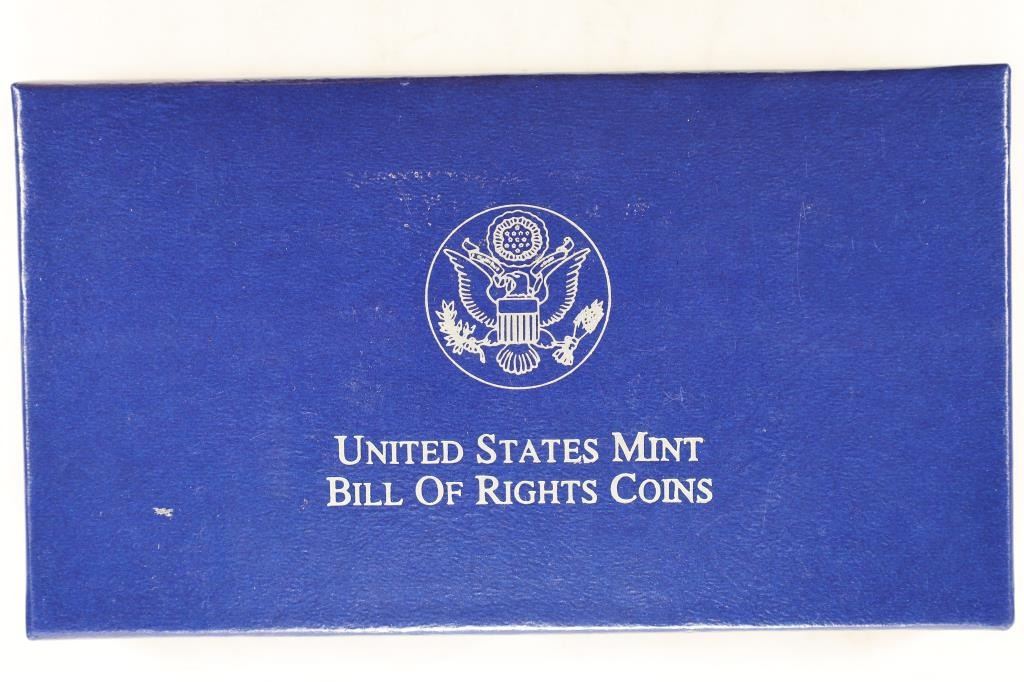 UNITED STATES MINT
BILL OF RIGHTS COINS